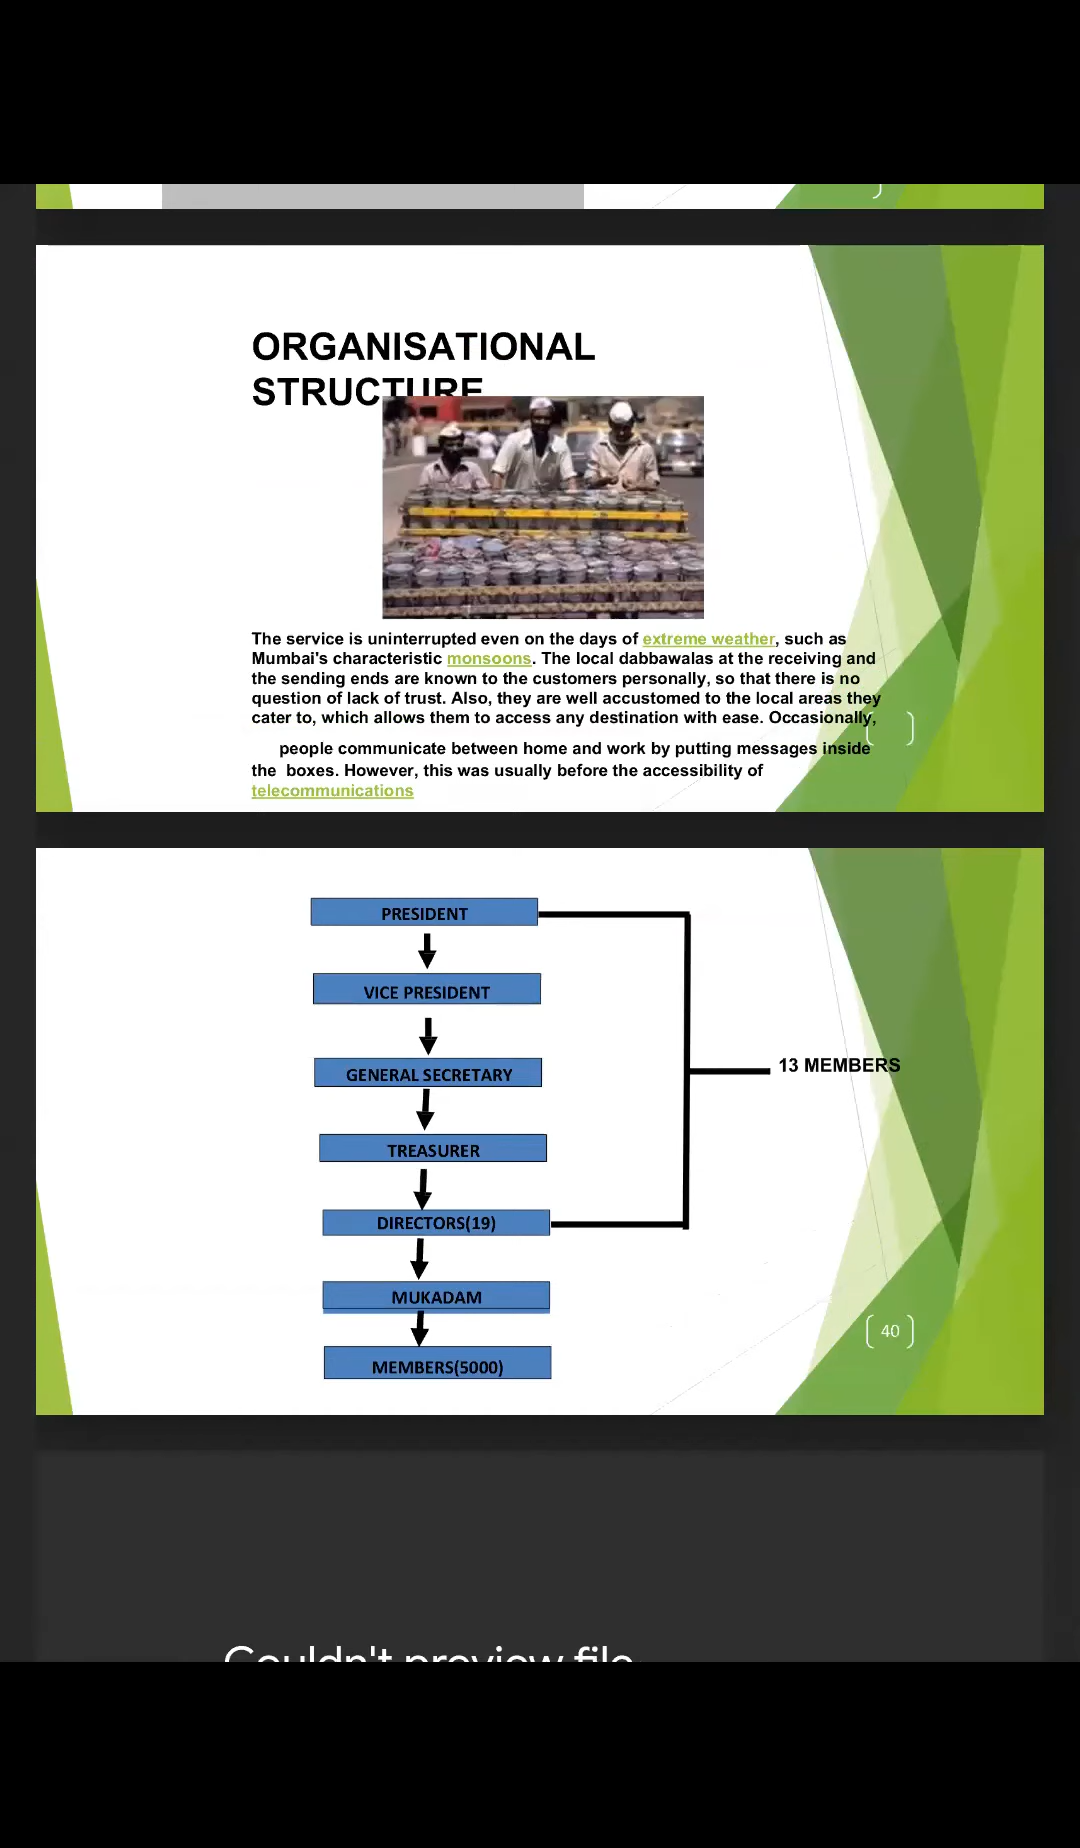 ORGANISATIONAL
STRUCTURE
The service is uninterrupted even on the days of extreme weather, such as
Mumbai's characteristic monsoons. The local dabbawalas at the receiving and
the sending ends are known to the customers personally, so that there is no
question of lack of trust. Also, they are well accustomed to the local areas they
cater to, which allows them to access any destination with ease. Occasionally,
people communicate between home and work by putting messages inside
the boxes. However, this was usually before the accessibility of
telecommunications
PRESIDENT
VICE PRESIDENT
GENERAL SECRETARY
TREASURER
DIRECTORS(19)
MUKADAM
MEMBERS(5000)
13 MEMBERS
40
Couldn't preview file